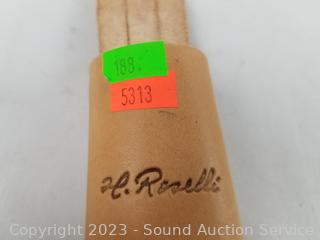 188.
5313
H. Roselli
Copyright © 2023 - Sound Auction Service